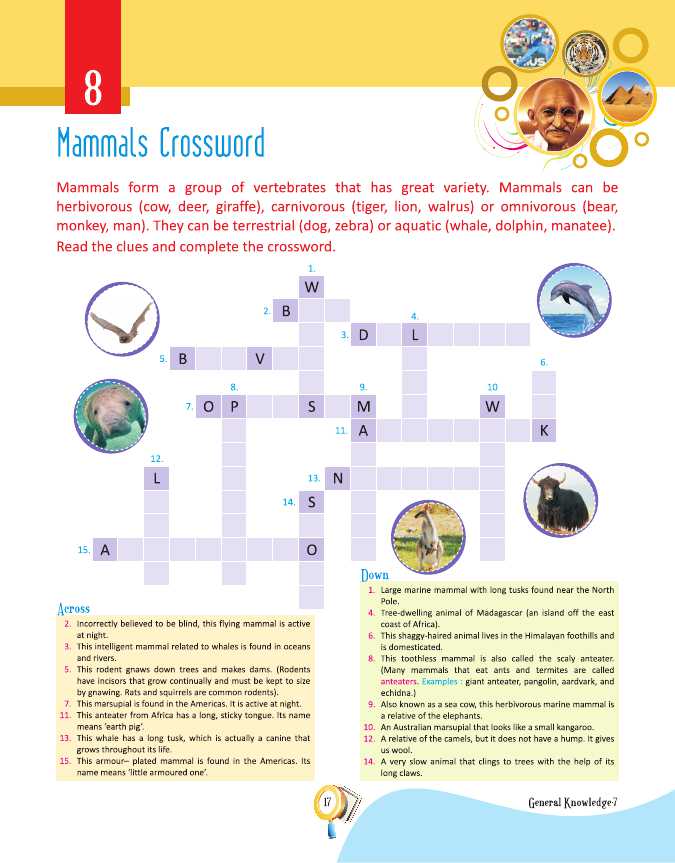 8
Mammals Crossword
Mammals form a group of vertebrates that has great variety. Mammals can be
herbivorous (cow, deer, giraffe), carnivorous (tiger, lion, walrus) or omnivorous (bear,
monkey, man). They can be terrestrial (dog, zebra) or aquatic (whale, dolphin, manatee).
Read the clues and complete the crossword.
1.
W
2. B
4.
3. D L
5. B V
6.
8. 9. 10
7. O P S M W
11. A K
12.
L 13. N
14. S
15. A O
Across
2. Incorrectly believed to be blind, this flying mammal is active
at night.
3. This intelligent mammal related to whales is found in oceans
and rivers.
5. This rodent gnaws down trees and makes dams. (Rodents
have incisors that grow continually and must be kept to size
by gnawing. Rats and squirrels are common rodents).
7. This marsupial is found in the Americas. It is active at night.
11. This anteater from Africa has a long, sticky tongue. Its name
means ‘earth pig’.
13. This whale has a long tusk, which is actually a canine that
grows throughout its life.
15. This armour– plated mammal is found in the Americas. Its
name means ‘little armoured one’.
Down
1. Large marine mammal with long tusks found near the North
Pole.
4. Tree-dwelling animal of Madagascar (an island off the east
coast of Africa).
6. This shaggy-haired animal lives in the Himalayan foothills and
is domesticated.
8. This toothless mammal is also called the scaly anteater.
(Many mammals that eat ants and termites are called
anteaters. Examples : giant anteater, pangolin, aardvark, and
echidna.)
9. Also known as a sea cow, this herbivorous marine mammal is
a relative of the elephants.
10. An Australian marsupial that looks like a small kangaroo.
12. A relative of the camels, but it does not have a hump. It gives
us wool.
14. A very slow animal that clings to trees with the help of its
long claws.
17
General Knowledge-7